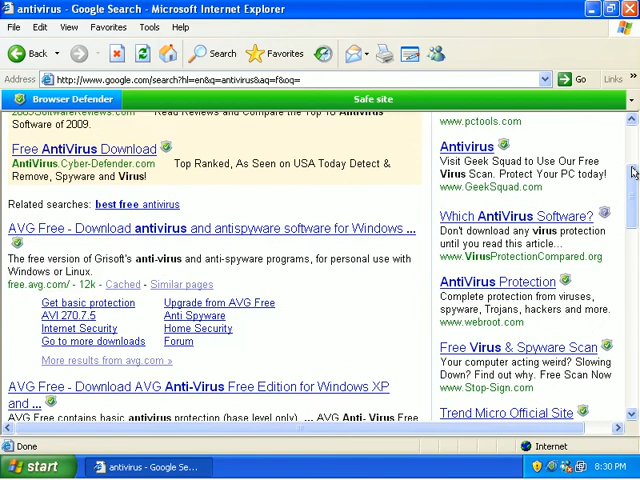 antivirus - Google Search - Microsoft Internet Explorer
File Edit View Favorites Tools Help
Back Search Favorites
Address http://www.google.com/search?hl=en&q=antivirus&aq=f&oq= Go Links »
Browser Defender Safe site
2009SoftwareReviews.com Read Reviews and Compare the Top 10 Antivirus
Software of 2009.
Free AntiVirus Download
AntiVirus.Cyber-Defender.com Top Ranked, As Seen on USA Today Detect &
Remove, Spyware and Virus!
Related searches: best free antivirus
AVG Free - Download antivirus and antispyware software for Windows ...
The free version of Grisoft's anti-virus and anti-spyware programs, for personal use with
Windows or Linux.
free.avg.com/ - 12k - Cached - Similar pages
Get basic protection Upgrade from AVG Free
AVI 270.7.5 Anti Spyware
Internet Security Home Security
Go to more downloads Forum
More results from avg.com »
AVG Free - Download AVG Anti-Virus Free Edition for Windows XP
and ...
AVG Free contains basic antivirus protection (base level only). ... AVG Anti- Virus Free
www.pctools.com
Antivirus
Visit Geek Squad to Use Our Free
Virus Scan. Protect Your PC today!
www.GeekSquad.com
Which AntiVirus Software?
Don't download any virus protection
until you read this article...
www.VirusProtectionCompared.org
AntiVirus Protection
Complete protection from viruses,
spyware, Trojans, hackers and more.
www.webroot.com
Free Virus & Spyware Scan
Your computer acting weird? Slowing
Down? Find out why. Free Scan Now
www.Stop-Sign.com
Trend Micro Official Site
Done Internet
start antivirus - Google Se... 8:30 PM